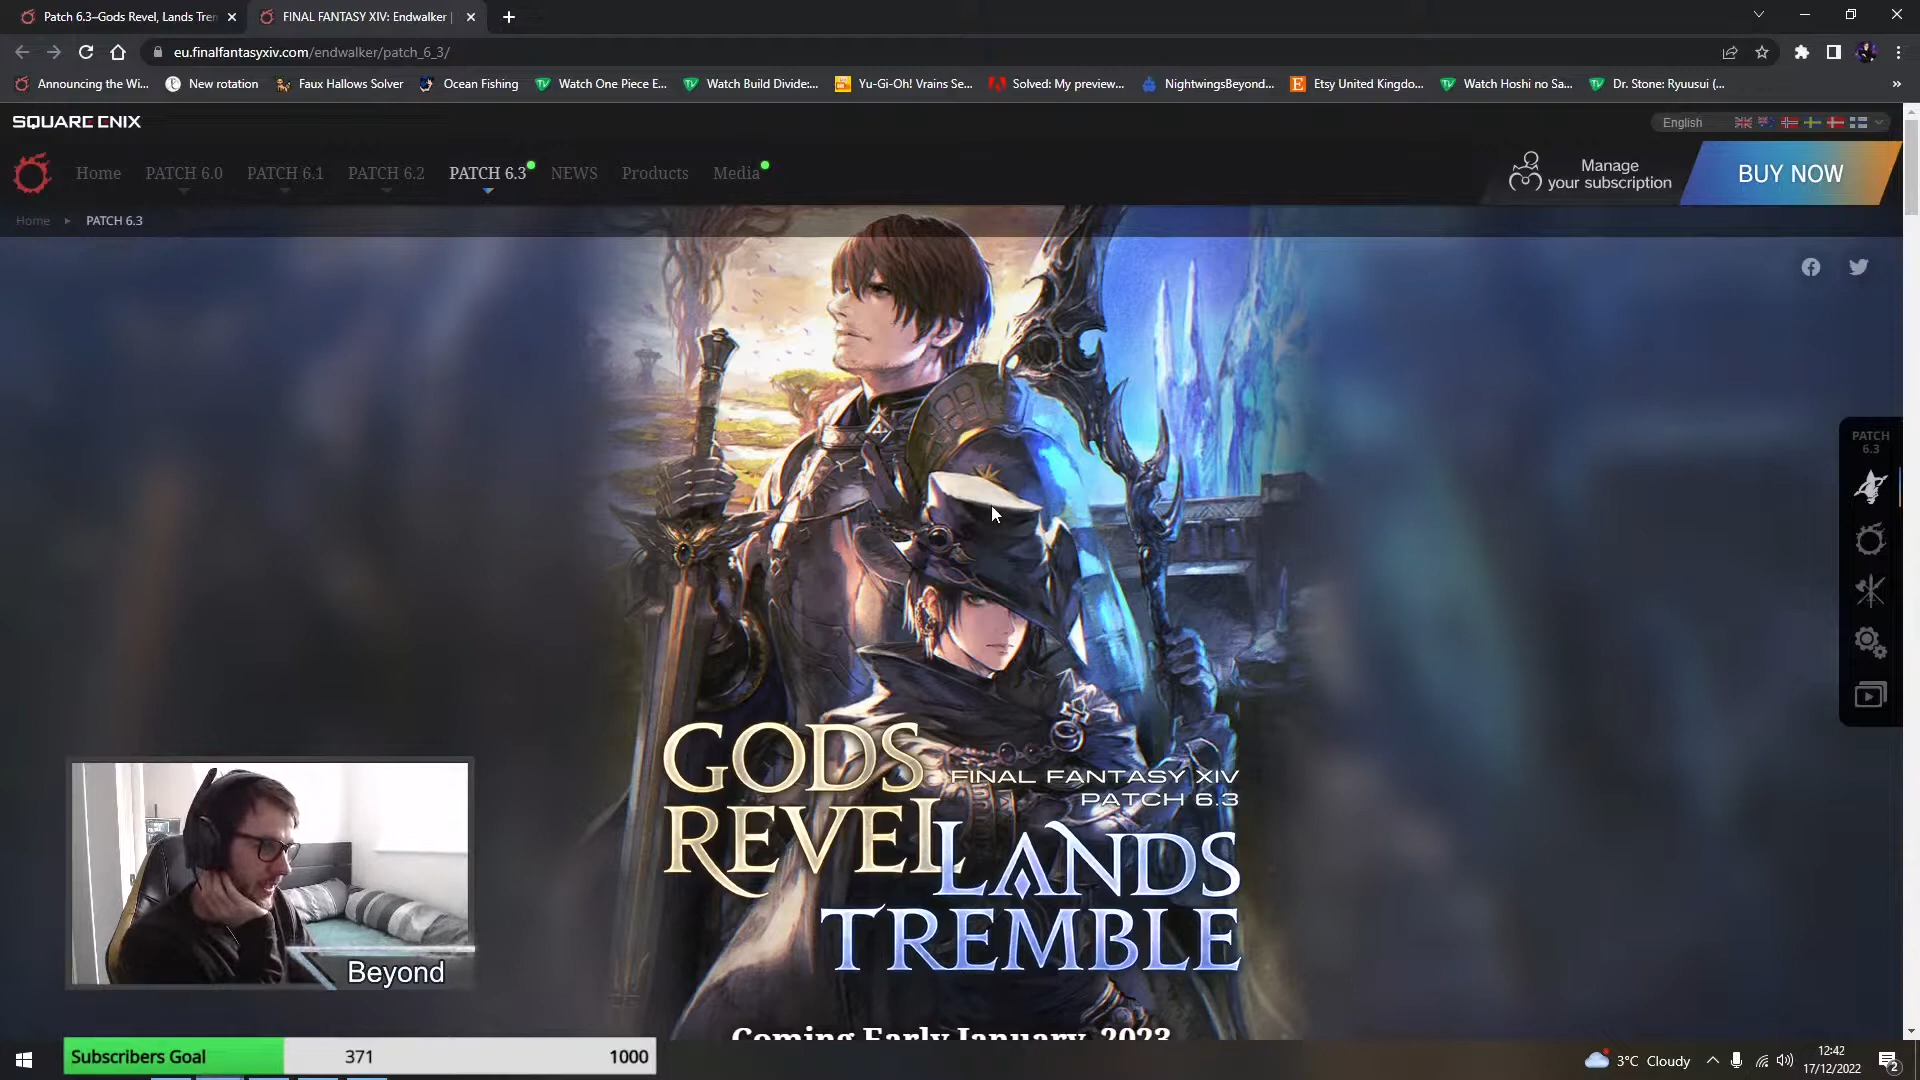 Patch 6.3–Gods Revel, Lands Tren
FINAL FANTASY XIV: Endwalker |
eu.finalfantasyxiv.com/endwalker/patch_6_3/
Announcing the Wi...
New rotation
Faux Hallows Solver
Ocean Fishing
Watch One Piece E...
Watch Build Divide:...
Yu-Gi-Oh! Vrains Se...
Solved: My preview...
NightwingsBeyond...
Etsy United Kingdo...
Watch Hoshi no Sa...
Dr. Stone: Ryuusui (...
SQUARE ENIX
English
Home
PATCH 6.0
PATCH 6.1
PATCH 6.2
PATCH 6.3
NEWS
Products
Media
Manage
your subscription
BUY NOW
Home
PATCH 6.3
PATCH
6.3
GODS
REVEL
FINAL FANTASY XIV
PATCH 6.3
LANDS
TREMBLE
Coming Early January, 2023
Beyond
Subscribers Goal
371
1000
3°C Cloudy
12:42
17/12/2022
2